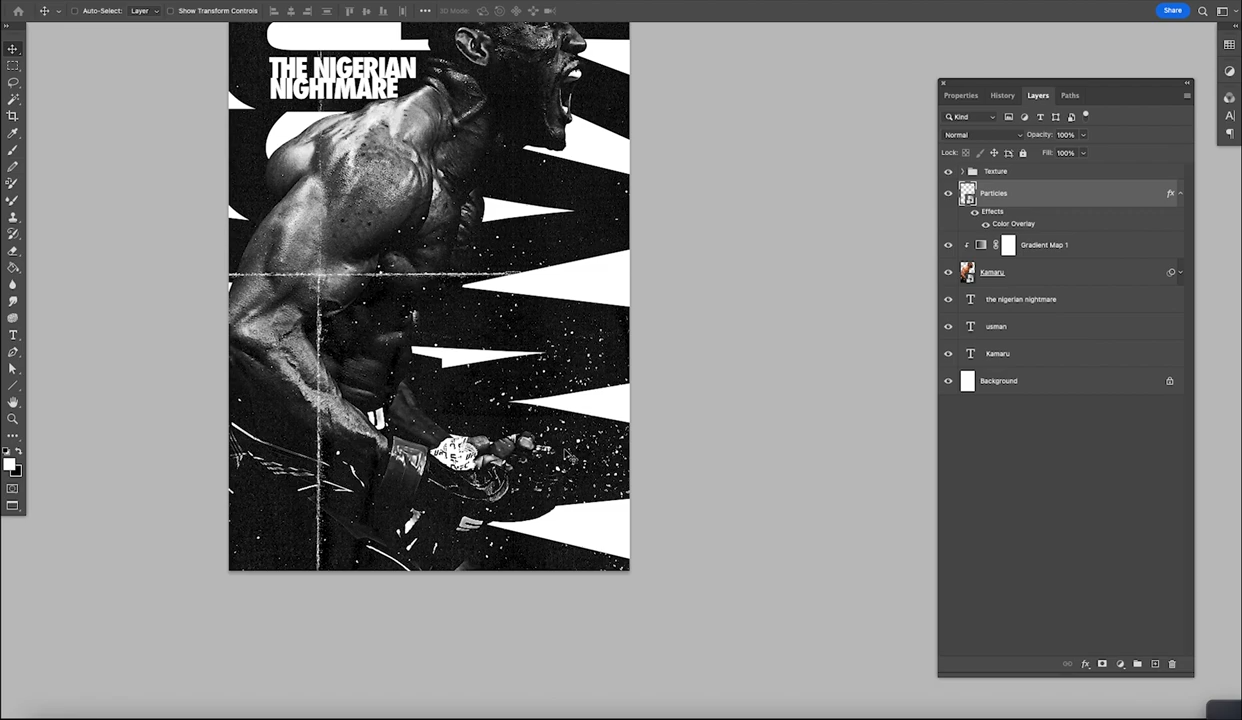 Auto-Select:
Layer
Show Transform Controls
3D Mode:
Share
THE NIGERIAN
NIGHTMARE
Properties
History
Layers
Paths
Kind
Normal
Opacity: 100%
Lock:
Fill: 100%
Texture
Particles
fx
Effects
Color Overlay
Gradient Map 1
Kamaru
T the nigerian nightmare
T usman
T Kamaru
Background
fx